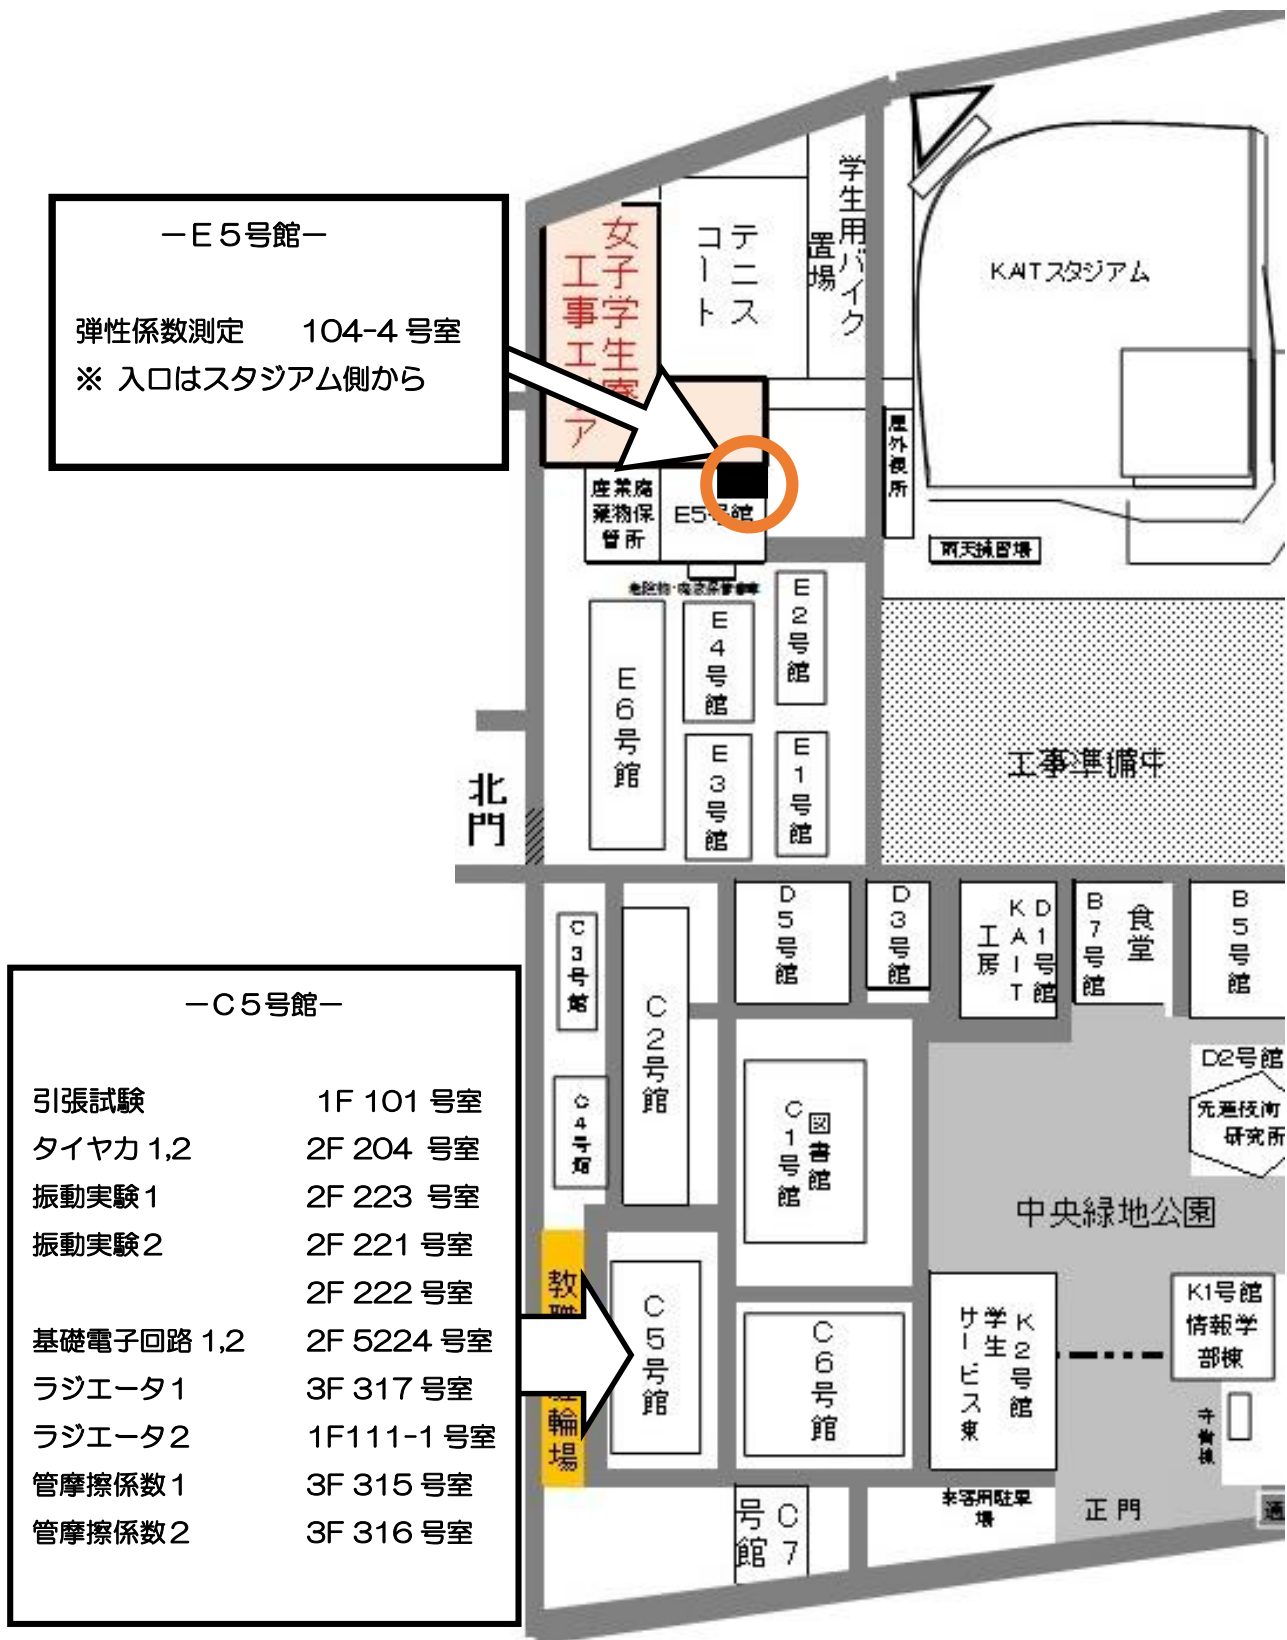 －E５号館－
弾性係数測定 104-4 号室
※ 入口はスタジアム側から
女子学生寮
工事エリア
テニス
コート
学生用バイク
置場
KAITスタジアム
屋外便所
雨天練習場
産業廃
棄物保
管所
E5号館
E2号館
E4号館
E6号館
E1号館
E3号館
工事準備中
北門
D5号館
D3号館
D1号館
KAIT
工房
B7号館
食堂
B5号館
C3号館
C2号館
C4号館
C1号館
図書館
D2号館
先進技術
研究所
中央緑地公園
－C５号館－
引張試験 1F 101 号室
タイヤカ 1,2 2F 204 号室
振動実験１ 2F 223 号室
振動実験２ 2F 221 号室
2F 222 号室
基礎電子回路 1,2 2F 5224 号室
ラジエータ１ 3F 317 号室
ラジエータ２ 1F111-1 号室
管摩擦係数１ 3F 315 号室
管摩擦係数２ 3F 316 号室
教
輪場
C5号館
C6号館
K2号館
学生
サービス東
K1号館
情報学
部棟
守衛棟
来客用駐車
場
正門
C7
号館
通